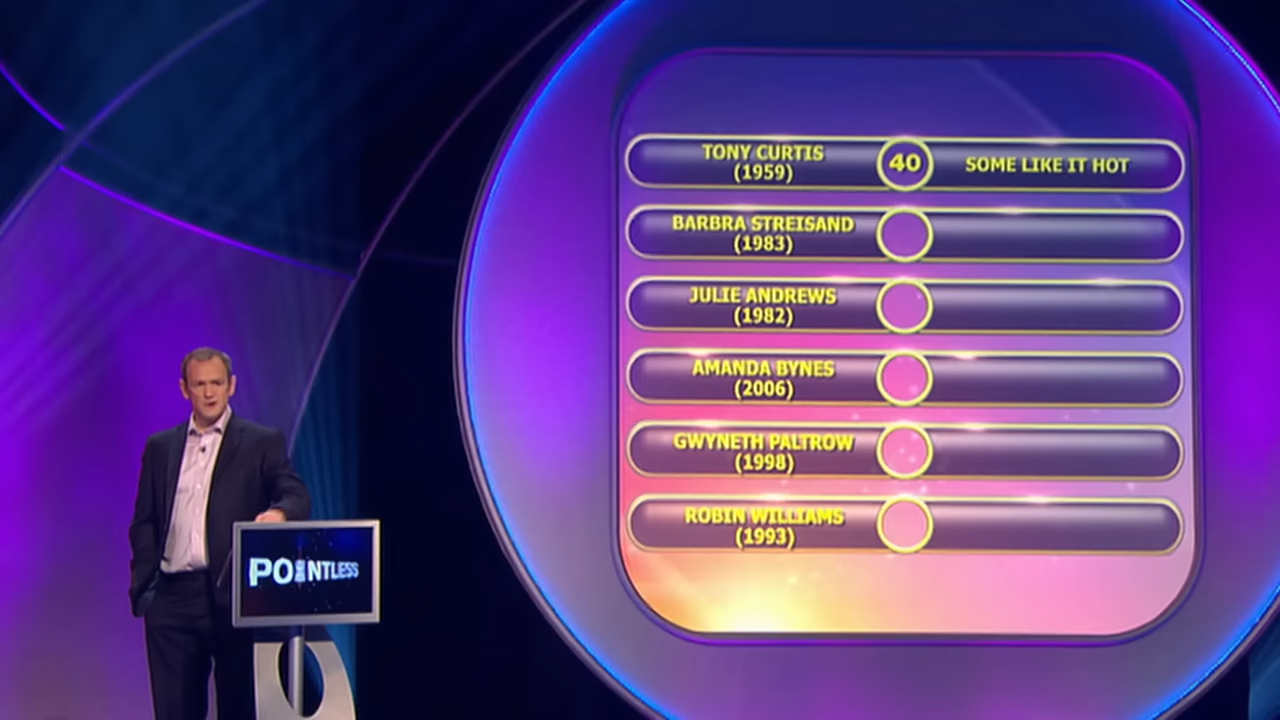 TONY CURTIS
(1959)
40
SOME LIKE IT HOT
BARBRA STREISAND
(1983)
JULIE ANDREWS
(1982)
AMANDA BYNES
(2006)
GWYNETH PALTROW
(1998)
ROBIN WILLIAMS
(1993)
POINTLESS